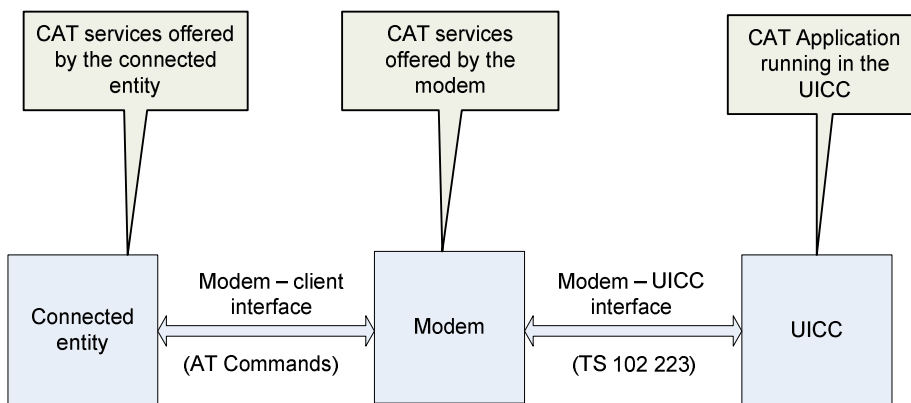 CAT services offered
by the connected
entity
CAT services
offered by the
modem
CAT Application
running in the
UICC
Connected
entity
Modem – client
interface
(AT Commands)
Modem
Modem – UICC
interface
(TS 102 223)
UICC